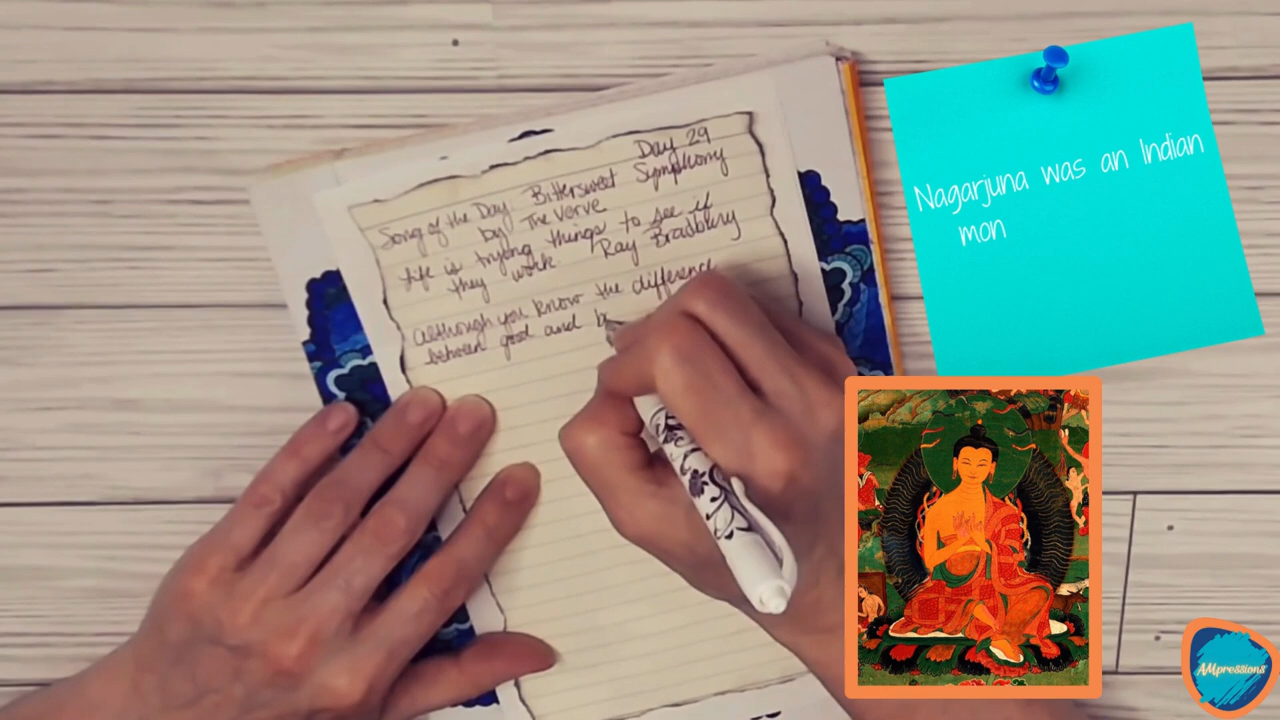 Day 29
Song of the Day: Bittersweet Symphony
by The Verve
Life is trying things to see if
they work. Ray Bradbury
Although you know the difference
between good and b
Nagarjuna was an Indian
mon
AMpressions